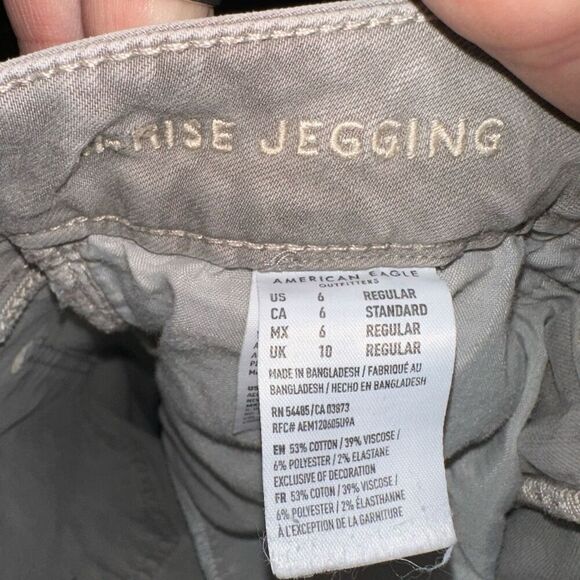 RISE JEGGING
AMERICAN EAGLE
OUTFITTERS
US 6 REGULAR
CA 6 STANDARD
MX 6 REGULAR
UK 10 REGULAR
MADE IN BANGLADESH / FABRIQUÉ AU
BANGLADESH / HECHO EN BANGLADESH
RN 54485 / CA 03873
RFC# AEM120605U9A
EN 53% COTTON / 39% VISCOSE /
6% POLYESTER / 2% ELASTANE
EXCLUSIVE OF DECORATION
FR 53% COTON / 39% VISCOSE /
6% POLYESTER / 2% ÉLASTHANNE
À L'EXCEPTION DE LA GARNITURE